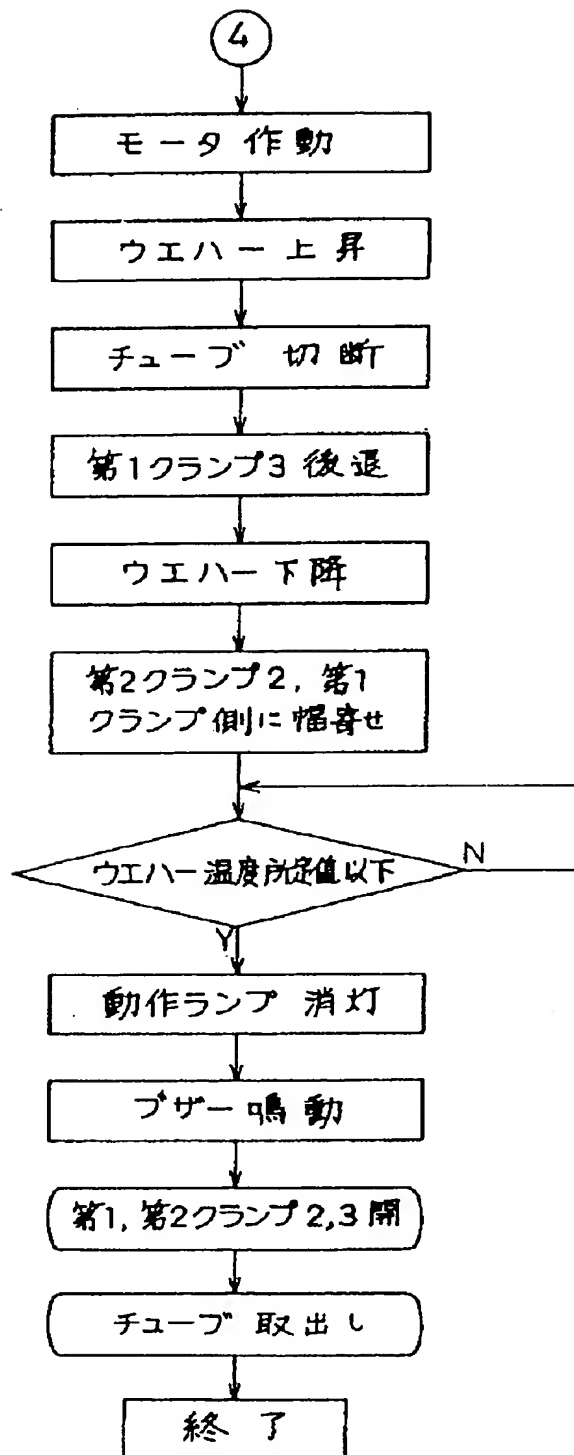 4
モータ作動
ウエハー上昇
チューブ 切断
第1クランプ3 後退
ウエハー下降
第2クランプ2, 第1
クランプ側に幅寄せ
ウエハー温度所定値以下
N
Y
動作ランプ 消灯
ブザー鳴動
第1, 第2クランプ2,3 開
チューブ 取出し
終了